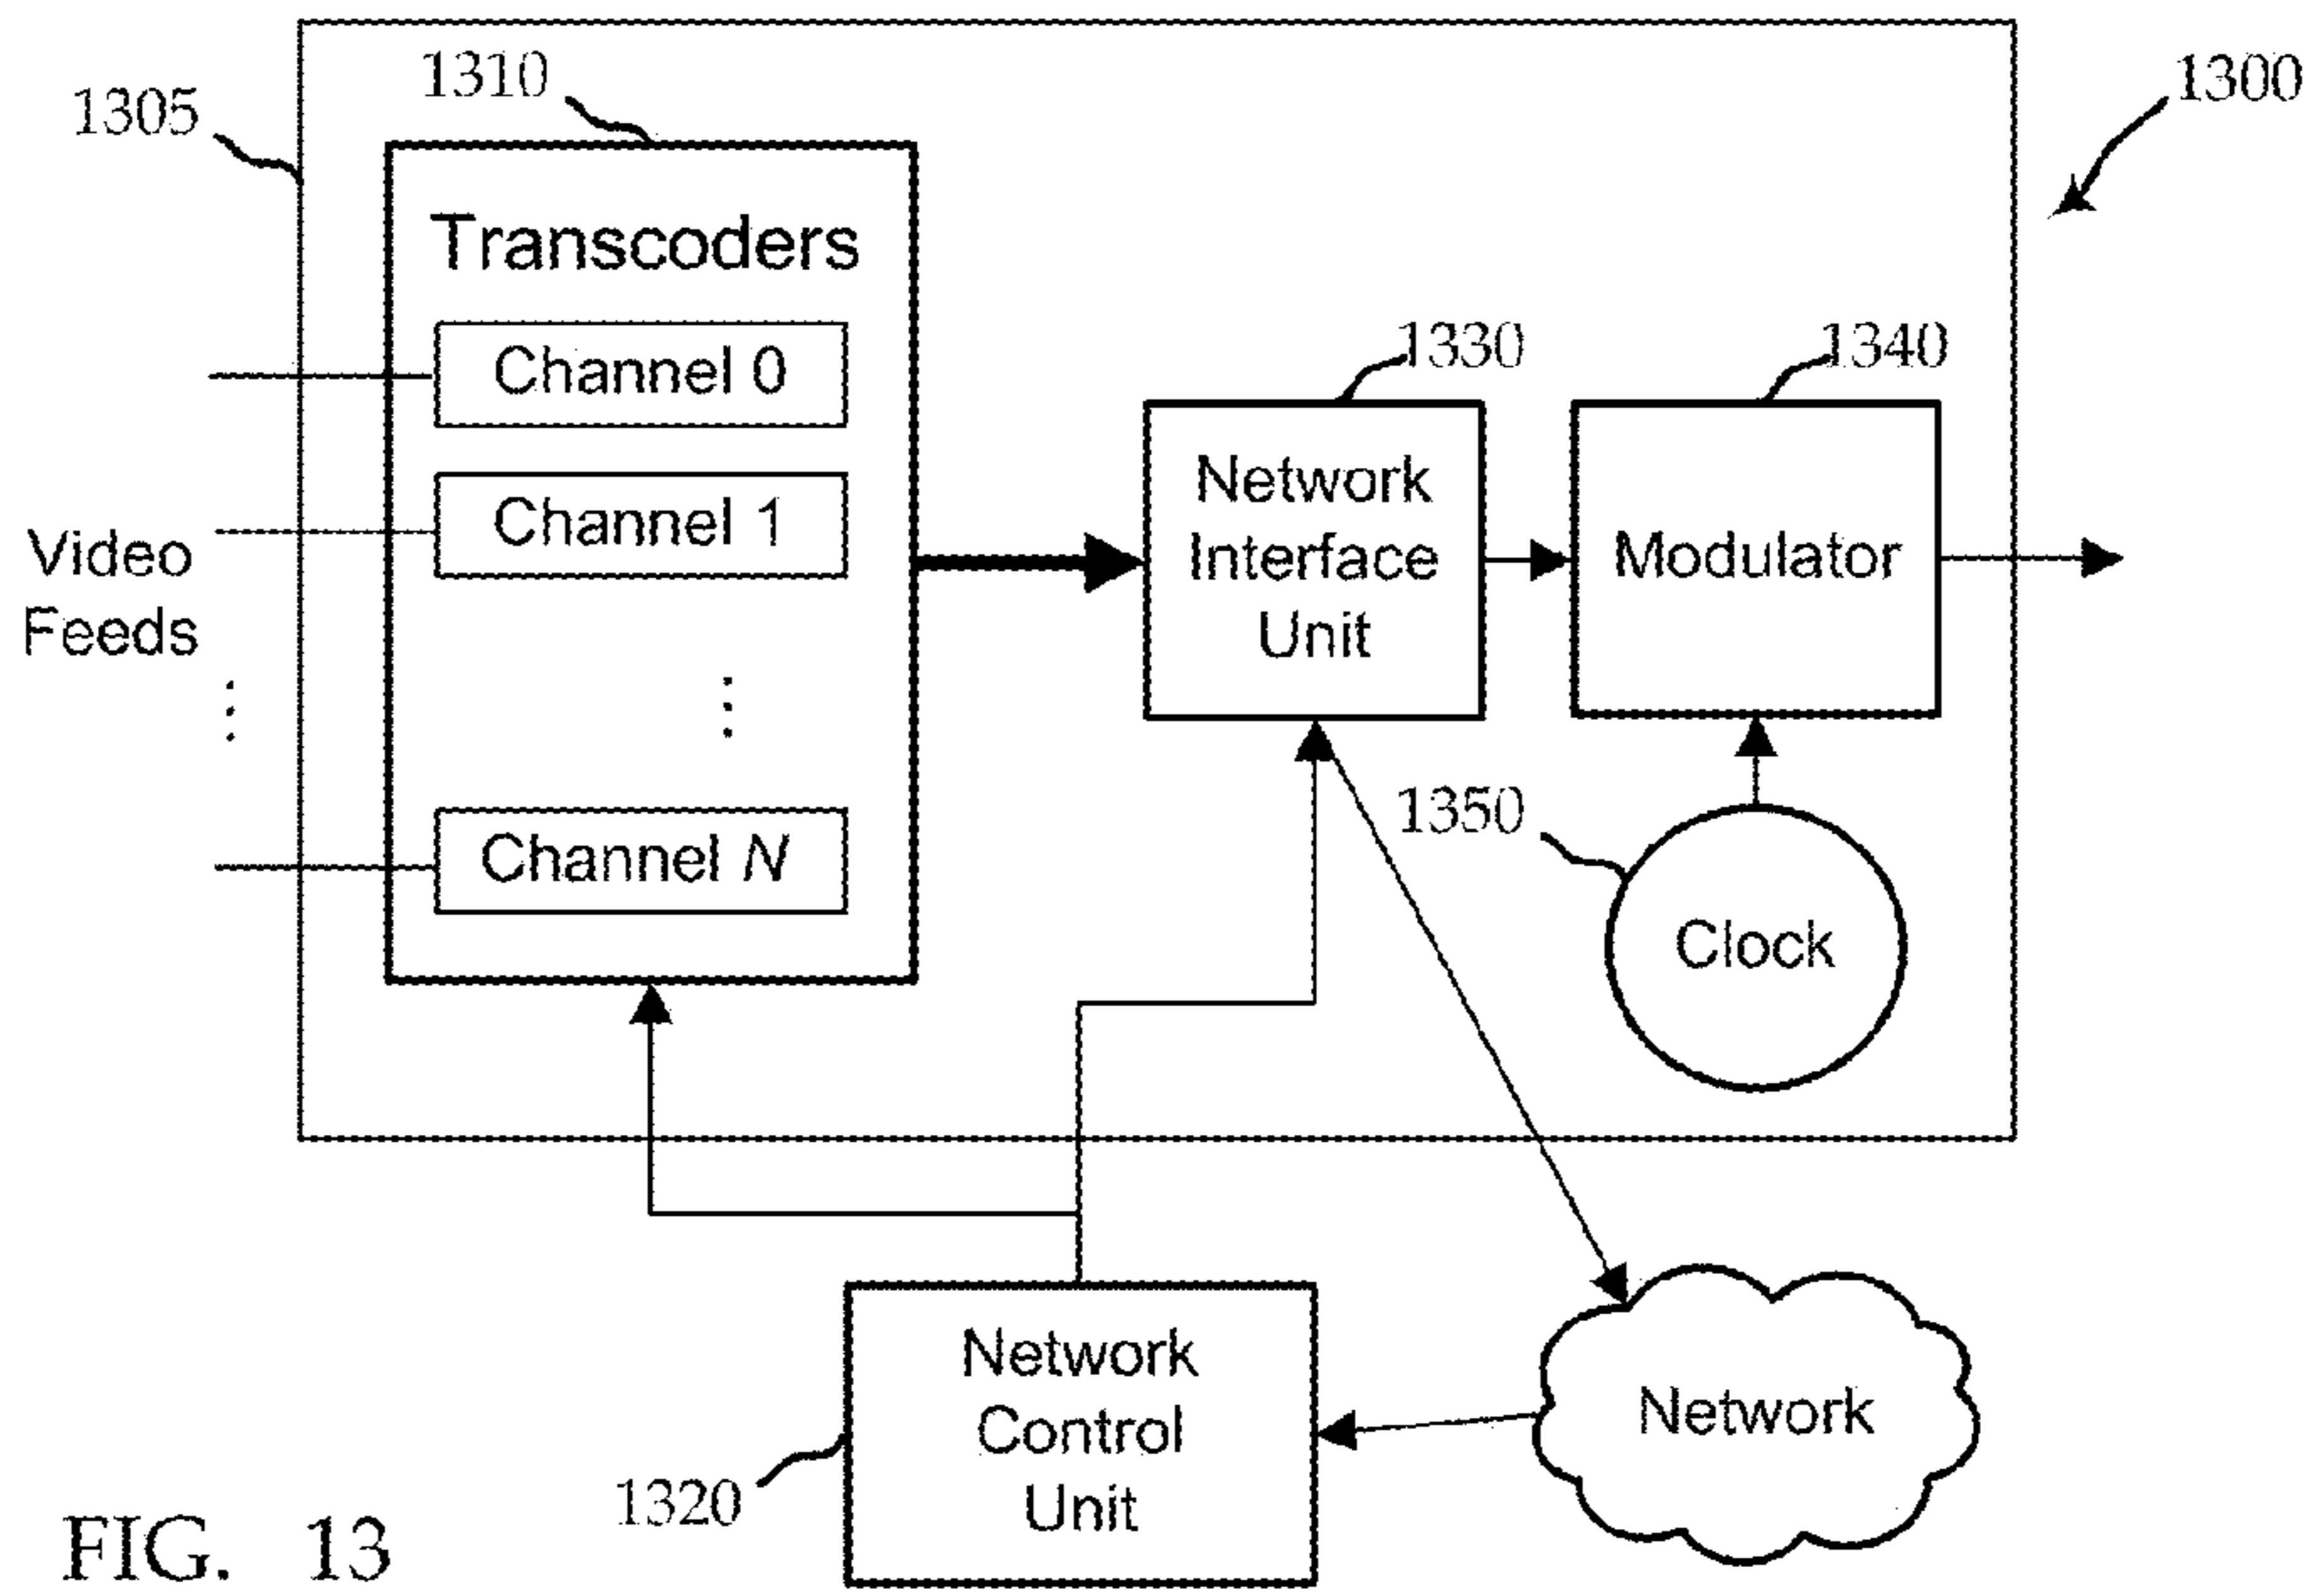 1305
1310
1300
Transcoders
Channel 0
Channel 1
Channel N
Video
Feeds
1330
Network
Interface
Unit
1340
Modulator
1350
Clock
Network
Control
Unit
1320
Network
FIG. 13